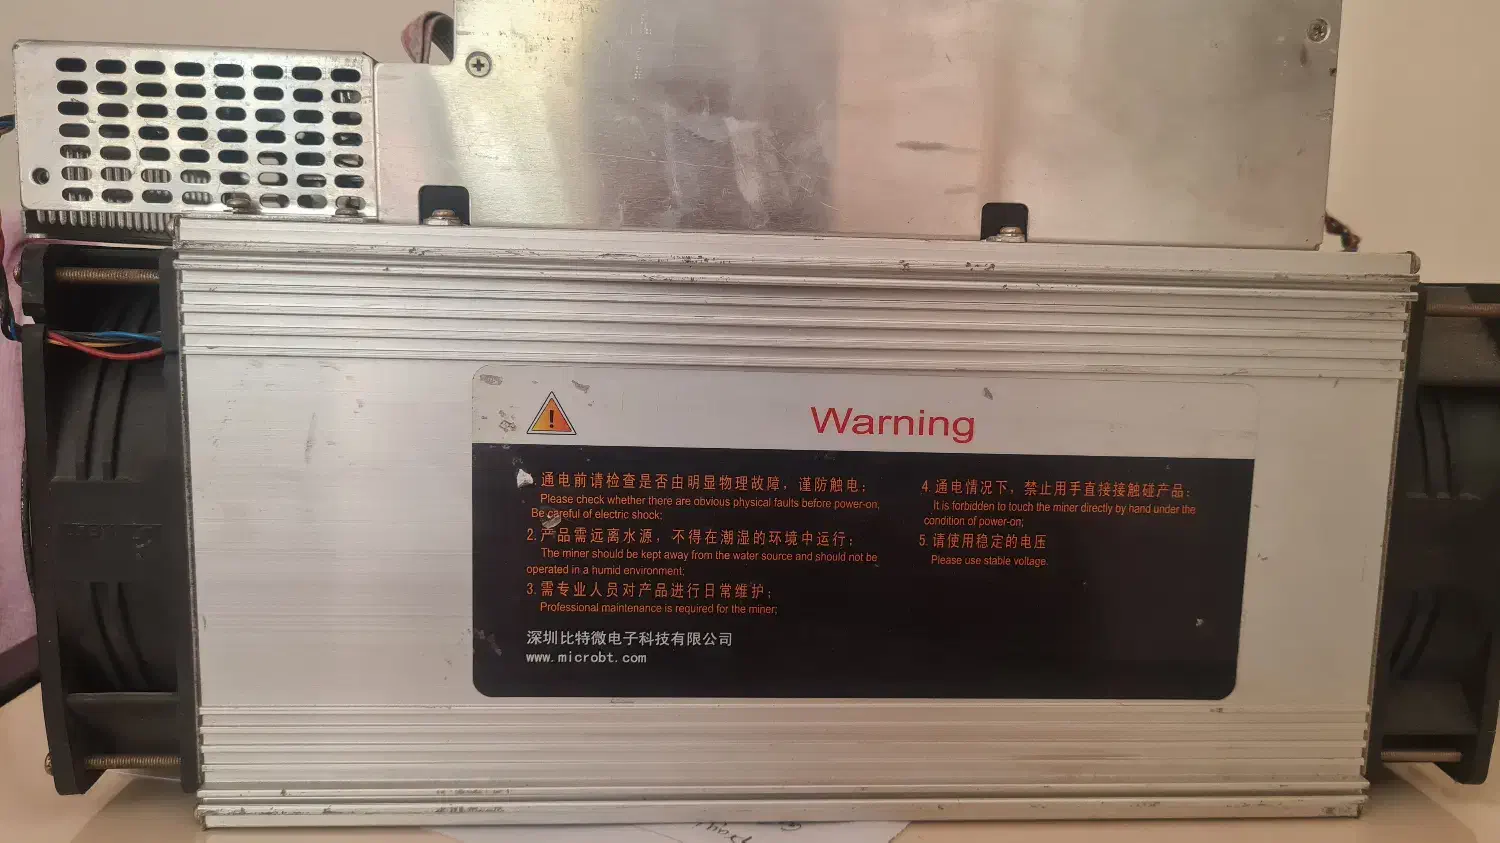 Warning
1. 通电前请检查是否由明显物理故障，谨防触电；
Please check whether there are obvious physical faults before power-on,
Be careful of electric shock;
2. 产品需远离水源，不得在潮湿的环境中运行；
The miner should be kept away from the water source and should not be
operated in a humid environment;
3. 需专业人员对产品进行日常维护；
Professional maintenance is required for the miner;
4. 通电情况下，禁止用手直接接触碰产品；
It is forbidden to touch the miner directly by hand under the
condition of power-on;
5. 请使用稳定的电压
Please use stable voltage.
深圳比特微电子科技有限公司
www.microbt.com